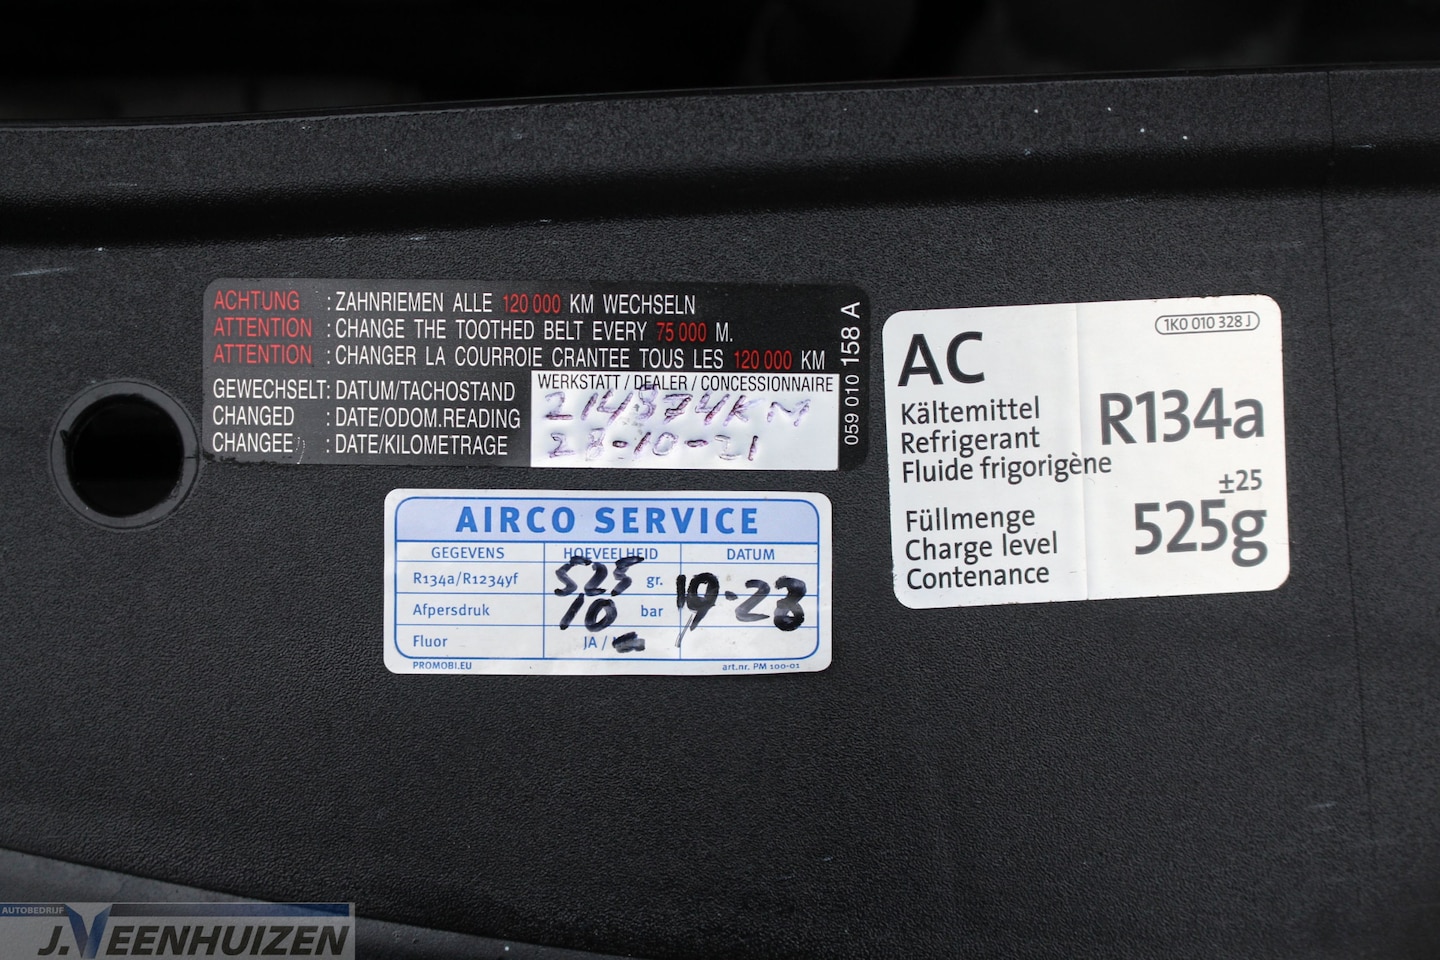 ACHTUNG : ZAHNRIEMEN ALLE 120 000 KM WECHSELN
ATTENTION : CHANGE THE TOOTHED BELT EVERY 75 000 M.
ATTENTION : CHANGER LA COURROIE CRANTEE TOUS LES 120 000 KM
GEWECHSELT: DATUM/TACHOSTAND
CHANGED : DATE/ODOM.READING
CHANGEE : DATE/KILOMETRAGE
WERKSTATT / DEALER / CONCESSIONNAIRE
214874KM
28-10-21
059 010 158 A
AIRCO SERVICE
GEGEVENS HOEVEELHEID DATUM
R134a/R1234yf 525 gr. 19-23
Afpersdruk 10 bar
Fluor JA /
PROMOBI.EU art.nr. PM 100-01
1K0 010 328 J
AC
Kältemittel
Refrigerant
Fluide frigorigène
R134a
Füllmenge
Charge level
Contenance
±25
525g
AUTOBEDRIJF
J.VEENHUIZEN